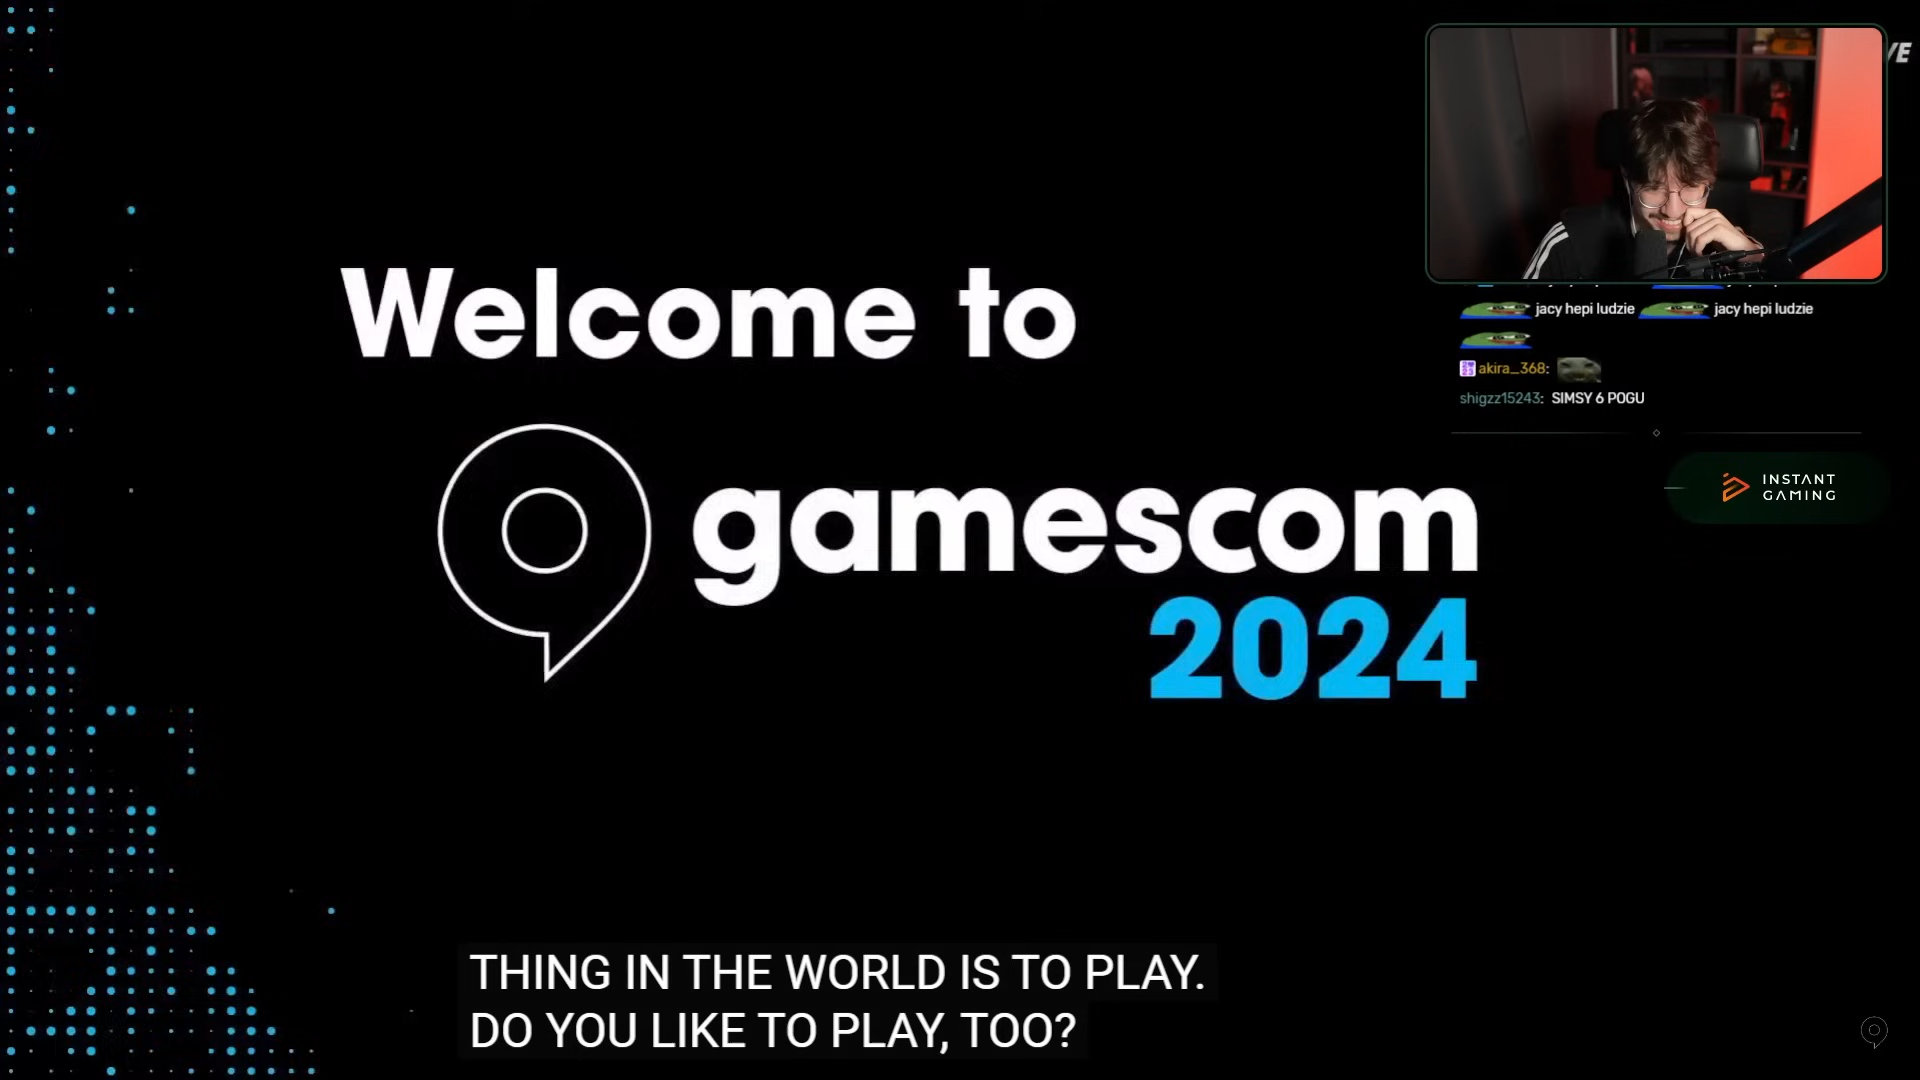 VE
Welcome to
gamescom
2024
jacy hepi ludzie jacy hepi ludzie
akira_368:
shigzz15243: SIMSY 6 POGU
INSTANT
GAMING
THING IN THE WORLD IS TO PLAY.
DO YOU LIKE TO PLAY, TOO?